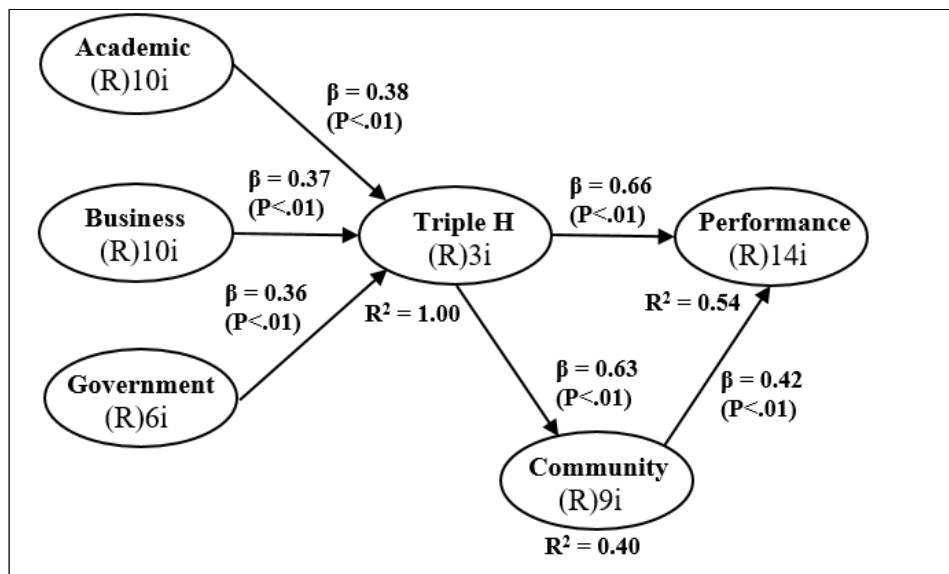 Academic
(R)10i
β = 0.38
(P<.01)
Business
(R)10i
β = 0.37
(P<.01)
Triple H
(R)3i
R² = 1.00
β = 0.66
(P<.01)
Performance
(R)14i
R² = 0.54
Government
(R)6i
β = 0.36
(P<.01)
β = 0.63
(P<.01)
β = 0.42
(P<.01)
Community
(R)9i
R² = 0.40